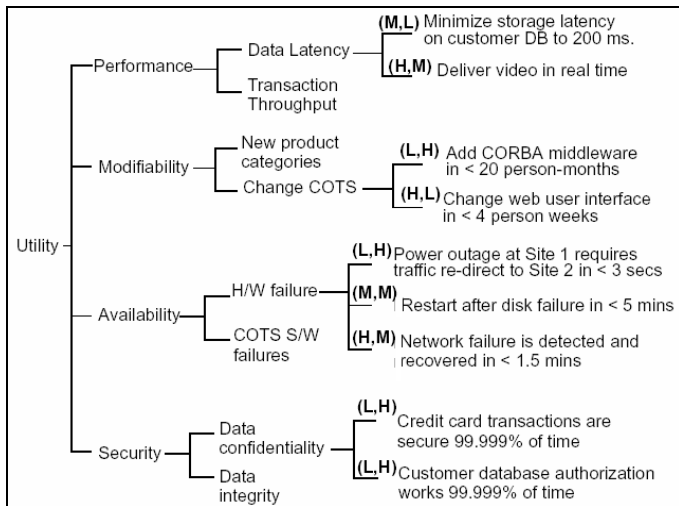 (M,L) Minimize storage latency
on customer DB to 200 ms.
Data Latency
(H,M) Deliver video in real time
Performance
Transaction
Throughput
New product
categories
(L,H) Add CORBA middleware
in < 20 person-months
Modifiability
Change COTS
(H,L) Change web user interface
in < 4 person weeks
Utility
(L,H) Power outage at Site 1 requires
traffic re-direct to Site 2 in < 3 secs
H/W failure
(M,M) Restart after disk failure in < 5 mins
Availability
COTS S/W
failures
(H,M) Network failure is detected and
recovered in < 1.5 mins
(L,H) Credit card transactions are
secure 99.999% of time
Data
confidentiality
Security
Data
integrity
(L,H) Customer database authorization
works 99.999% of time